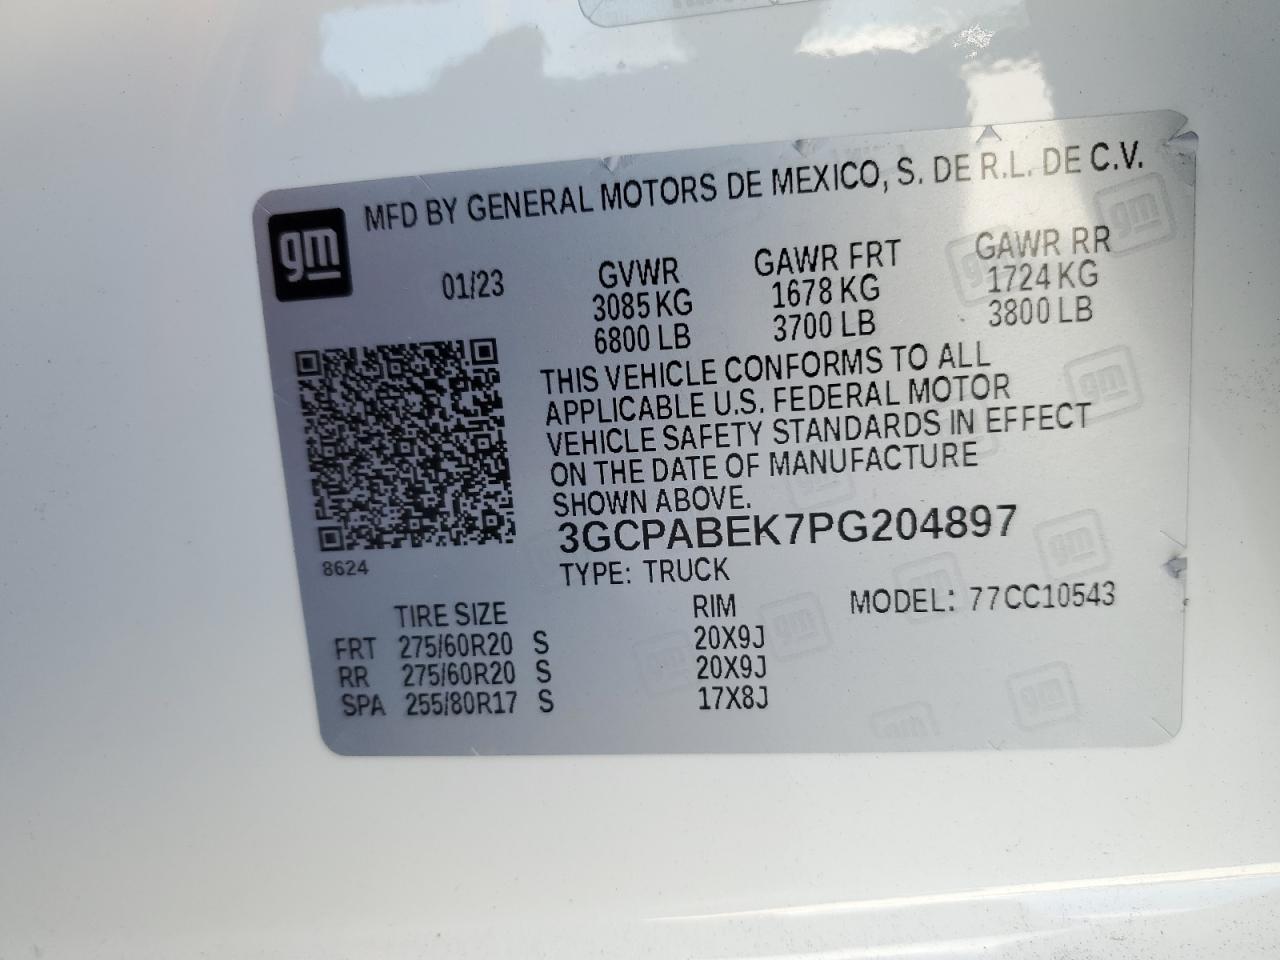 gm
MFD BY GENERAL MOTORS DE MEXICO, S. DE R.L. DE C.V.
01/23 GVWR GAWR FRT GAWR RR
3085 KG 1678 KG 1724 KG
6800 LB 3700 LB 3800 LB
THIS VEHICLE CONFORMS TO ALL
APPLICABLE U.S. FEDERAL MOTOR
VEHICLE SAFETY STANDARDS IN EFFECT
ON THE DATE OF MANUFACTURE
SHOWN ABOVE.
3GCPABEK7PG204897
8624
TYPE: TRUCK
TIRE SIZE RIM MODEL: 77CC10543
FRT 275/60R20 S 20X9J
RR 275/60R20 S 20X9J
SPA 255/80R17 S 17X8J